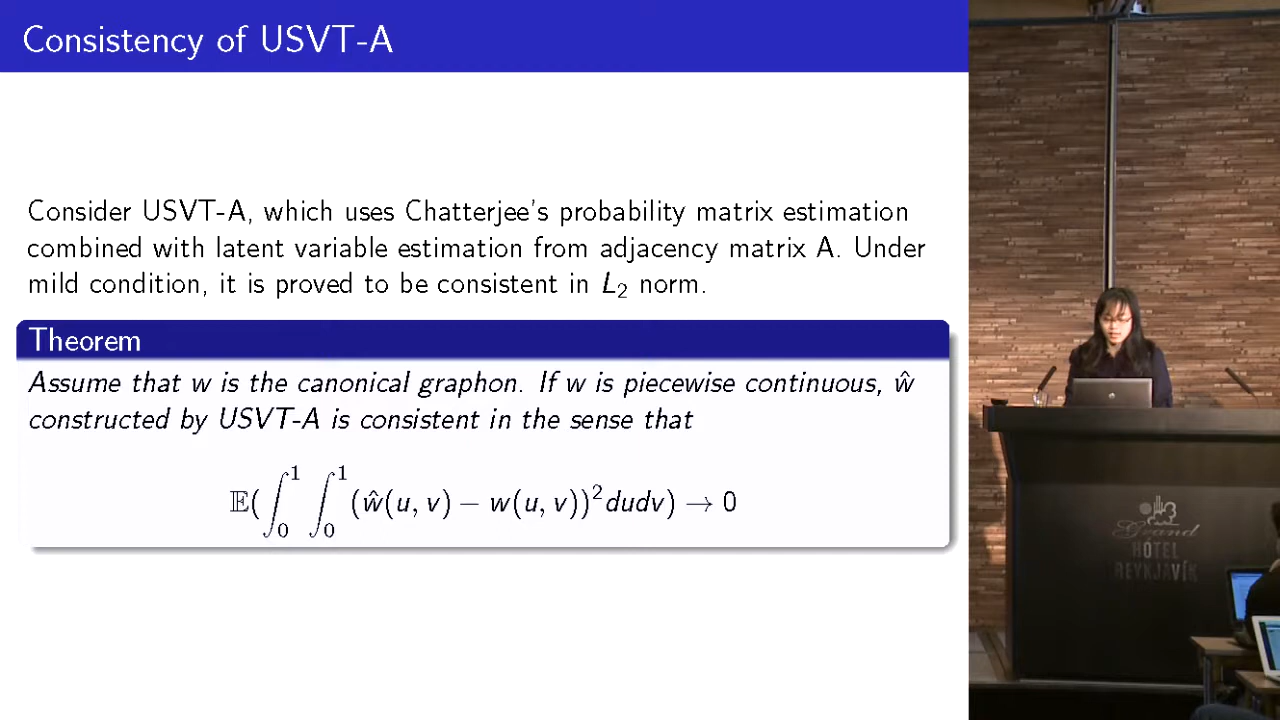 Consistency of USVT-A
Consider USVT-A, which uses Chatterjee's probability matrix estimation
combined with latent variable estimation from adjacency matrix A. Under
mild condition, it is proved to be consistent in L₂ norm.
Theorem
Assume that w is the canonical graphon. If w is piecewise continuous, ŵ
constructed by USVT-A is consistent in the sense that
𝔼(∫₀¹ ∫₀¹ (ŵ(u, v) − w(u, v))² dudv) → 0
Grand
HÓTEL
REYKJAVÍK